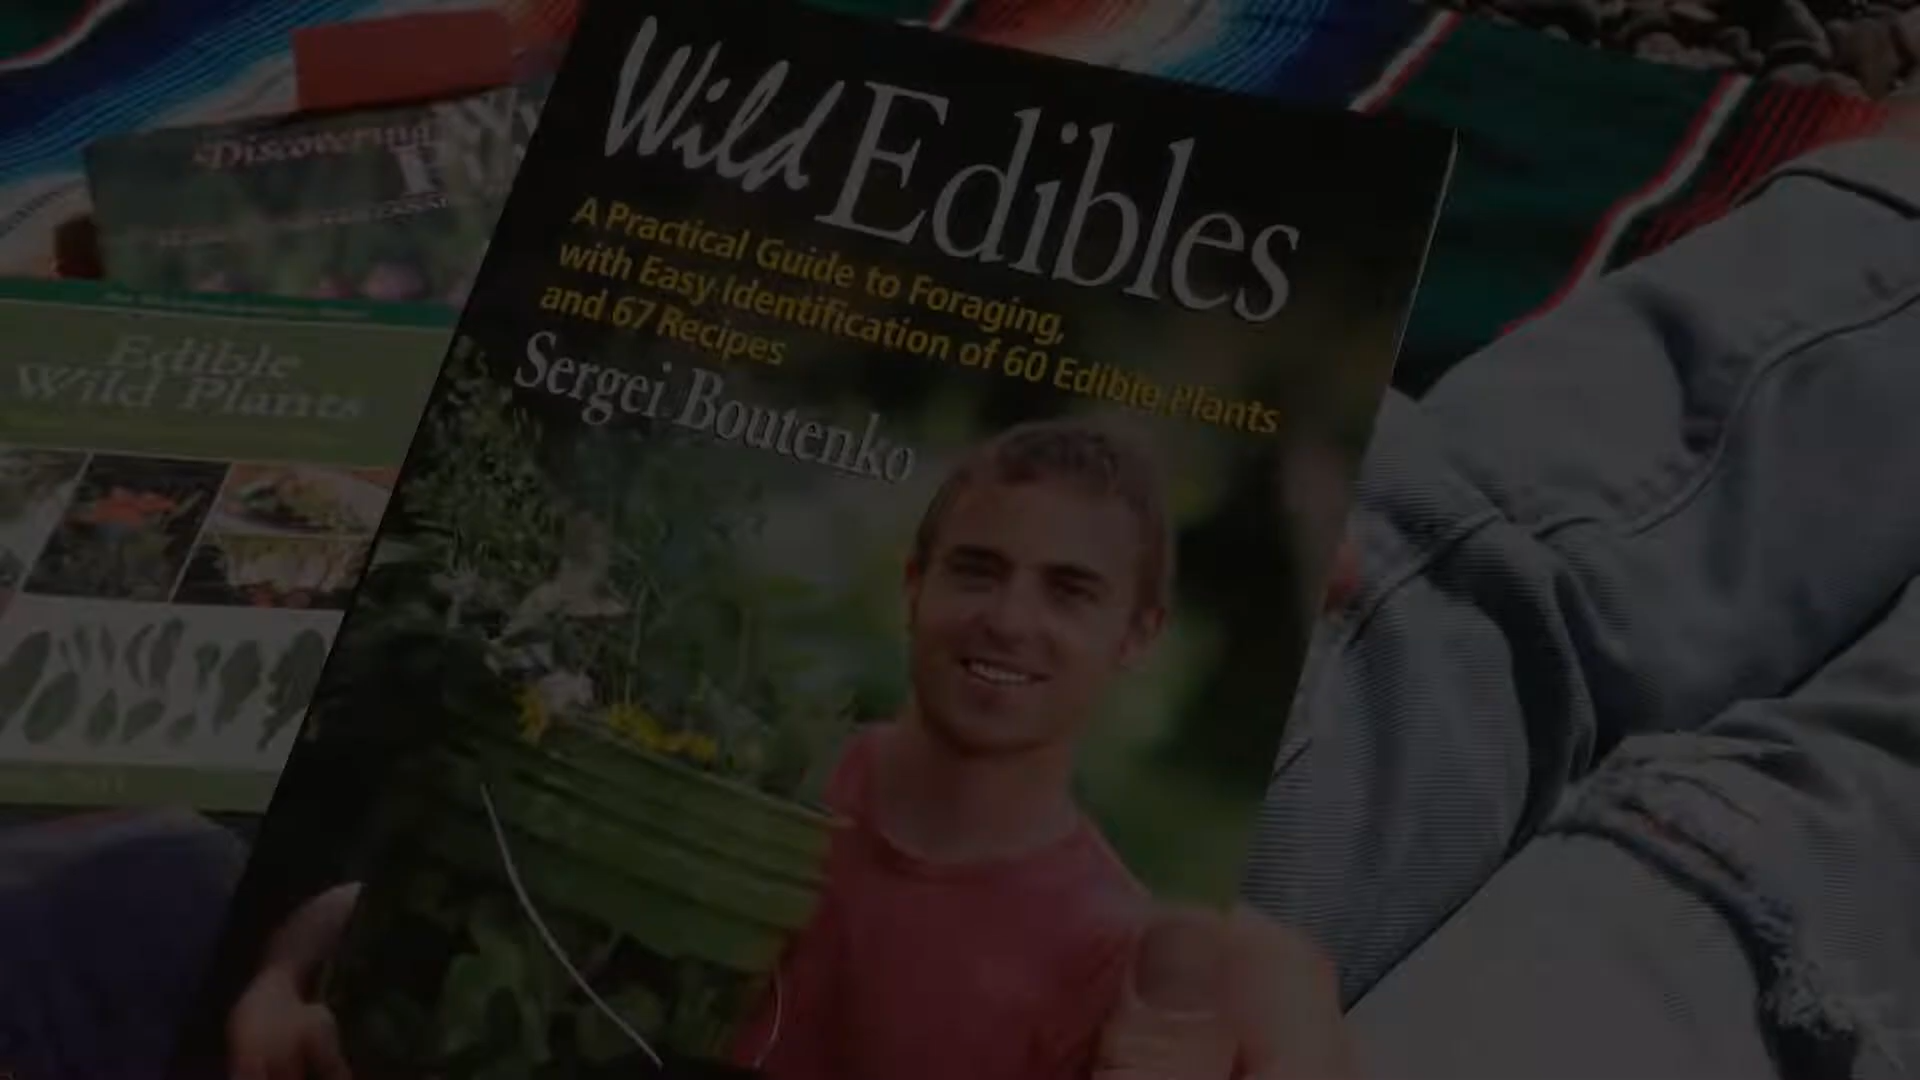 Wild Edibles
A Practical Guide to Foraging,
with Easy Identification of 60 Edible Plants
and 67 Recipes
Sergei Boutenko
Discovering
Edible
Wild Plants